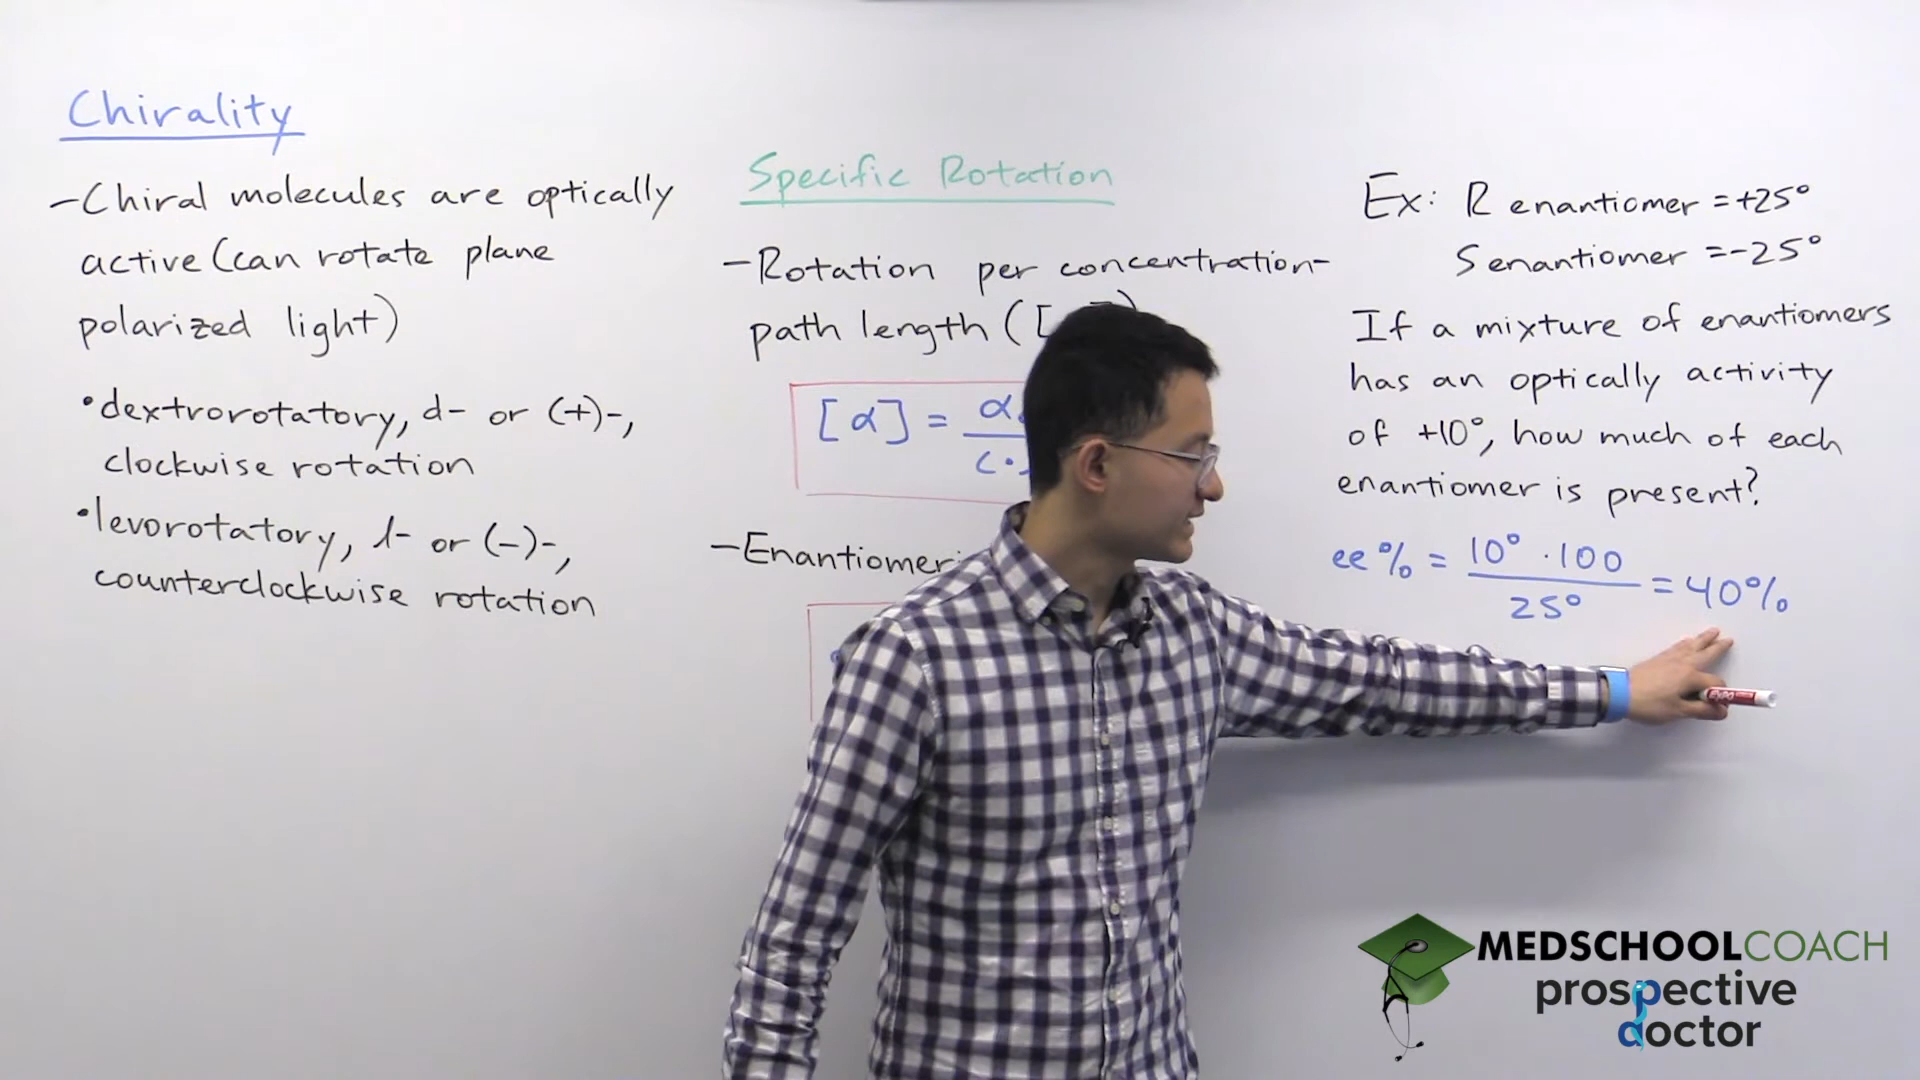 Chirality
-Chiral molecules are optically
active (can rotate plane
polarized light)
•dextrorotatory, d- or (+)-,
clockwise rotation
•levorotatory, l- or (-)-,
counterclockwise rotation
Specific Rotation
-Rotation per concentration-
path length ([
[α] =
-Enantiomeri
Ex: R enantiomer = +25°
S enantiomer = -25°
If a mixture of enantiomers
has an optically activity
of +10°, how much of each
enantiomer is present?
ee% = 10° · 100 / 25° = 40%
MEDSCHOOLCOACH
prospective
doctor